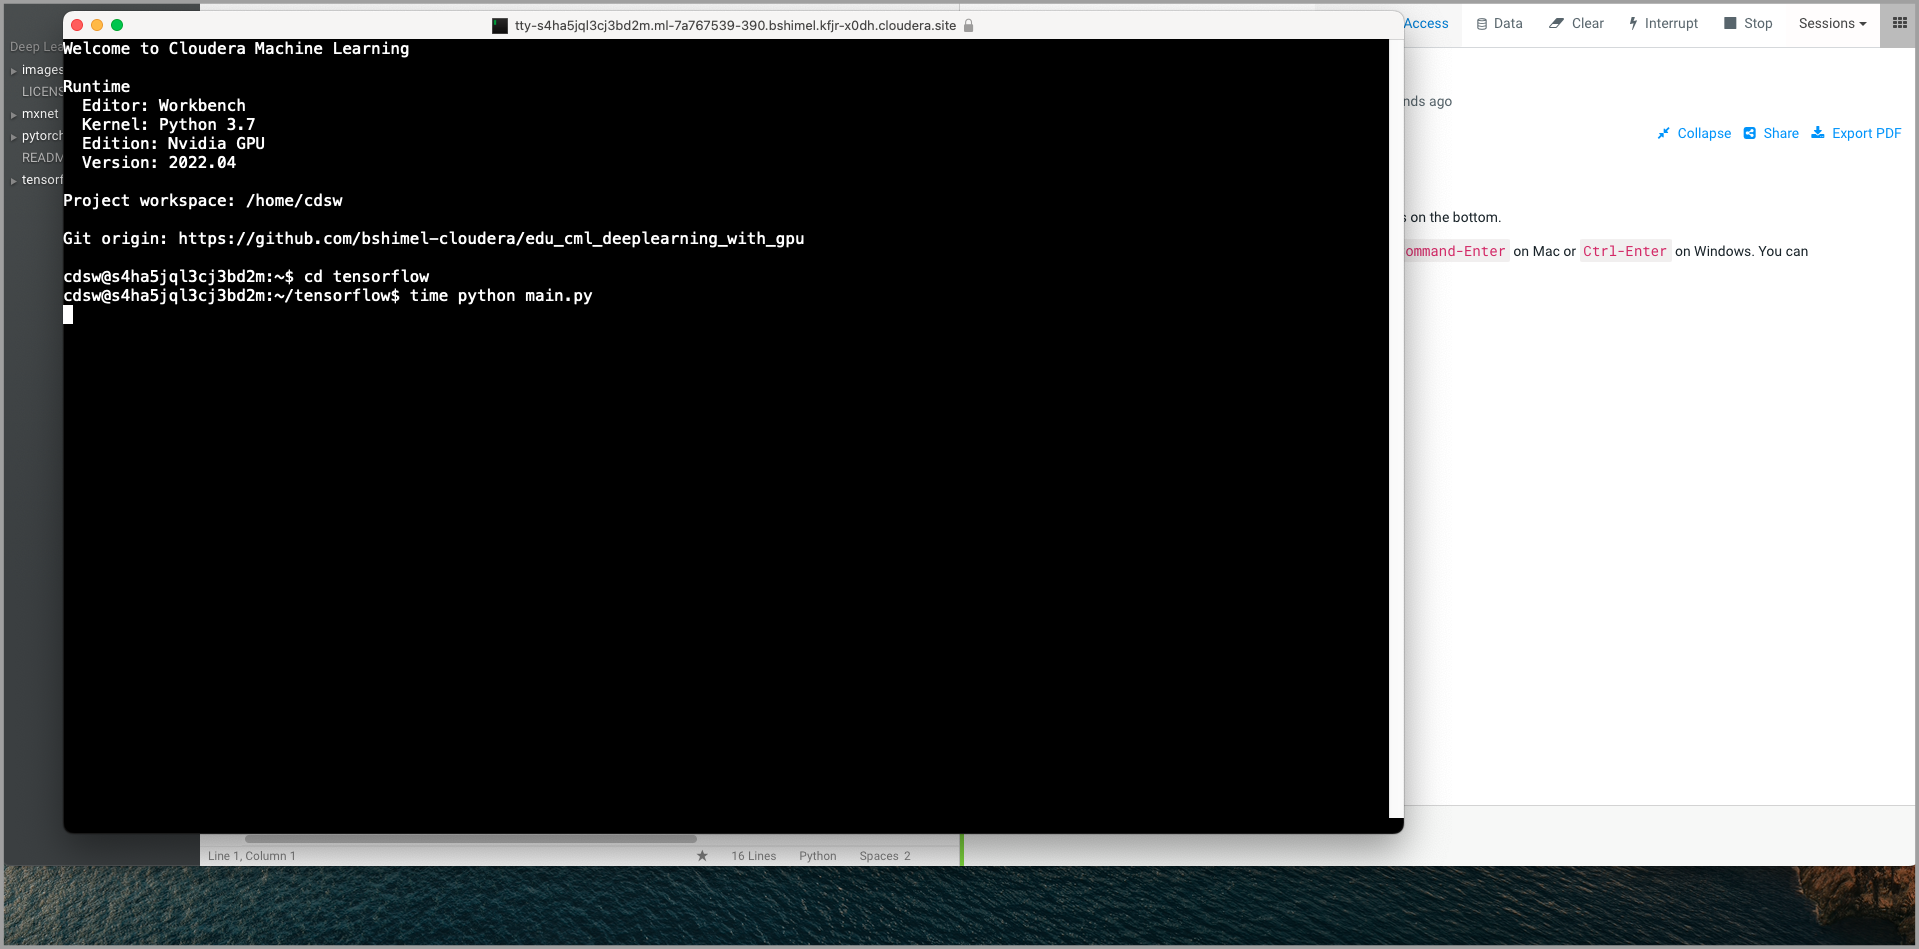 tty-s4ha5jql3cj3bd2m.ml-7a767539-390.bshimel.kfjr-x0dh.cloudera.site
Access Data Clear Interrupt Stop Sessions
Deep Lea
images
LICENS
mxnet
pytorch
READM
tensorf
Welcome to Cloudera Machine Learning
Runtime
Editor: Workbench
Kernel: Python 3.7
Edition: Nvidia GPU
Version: 2022.04
Project workspace: /home/cdsw
Git origin: https://github.com/bshimel-cloudera/edu_cml_deeplearning_with_gpu
cdsw@s4ha5jql3cj3bd2m:~$ cd tensorflow
cdsw@s4ha5jql3cj3bd2m:~/tensorflow$ time python main.py
nds ago
Collapse Share Export PDF
s on the bottom.
ommand-Enter on Mac or Ctrl-Enter on Windows. You can
Line 1, Column 1 ★ 16 Lines Python Spaces 2